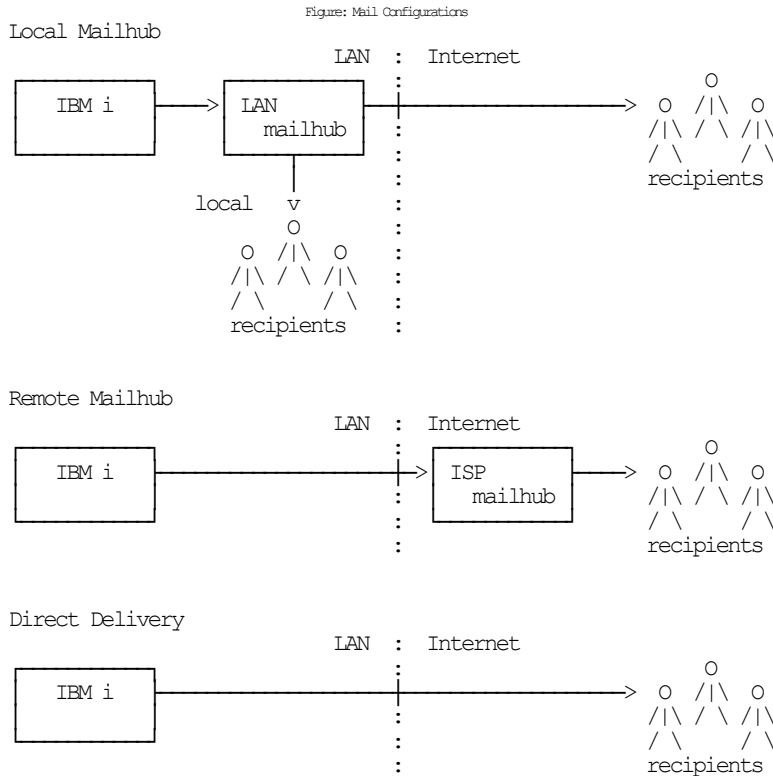 Figure: Mail Configurations
Local Mailhub
LAN : Internet
IBM i
LAN
mailhub
recipients
local
recipients
Remote Mailhub
LAN : Internet
IBM i
ISP
mailhub
recipients
Direct Delivery
LAN : Internet
IBM i
recipients